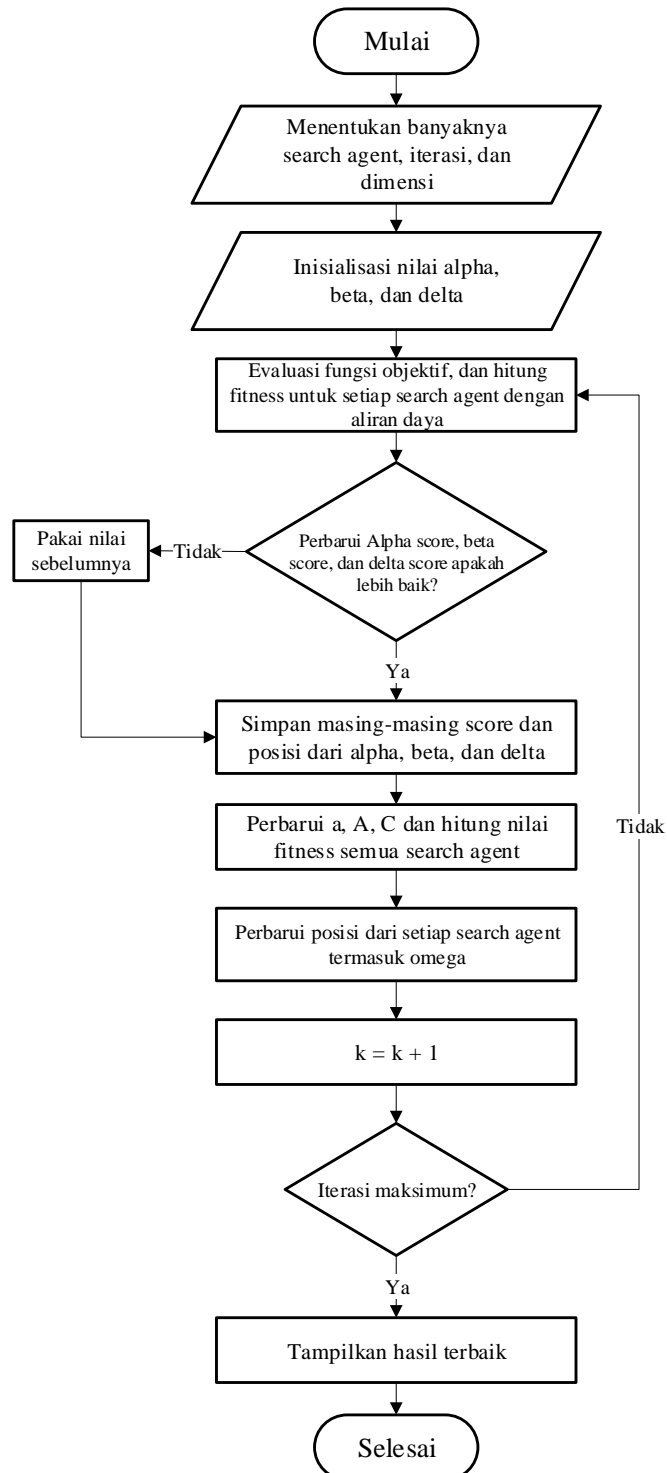 Mulai
Menentukan banyaknya
search agent, iterasi, dan
dimensi
Inisialisasi nilai alpha,
beta, dan delta
Evaluasi fungsi objektif, dan hitung
fitness untuk setiap search agent dengan
aliran daya
Perbarui Alpha score, beta
score, dan delta score apakah
lebih baik?
Tidak
Pakai nilai
sebelumnya
Ya
Simpan masing-masing score dan
posisi dari alpha, beta, dan delta
Perbarui a, A, C dan hitung nilai
fitness semua search agent
Perbarui posisi dari setiap search agent
termasuk omega
k = k + 1
Iterasi maksimum?
Tidak
Ya
Tampilkan hasil terbaik
Selesai